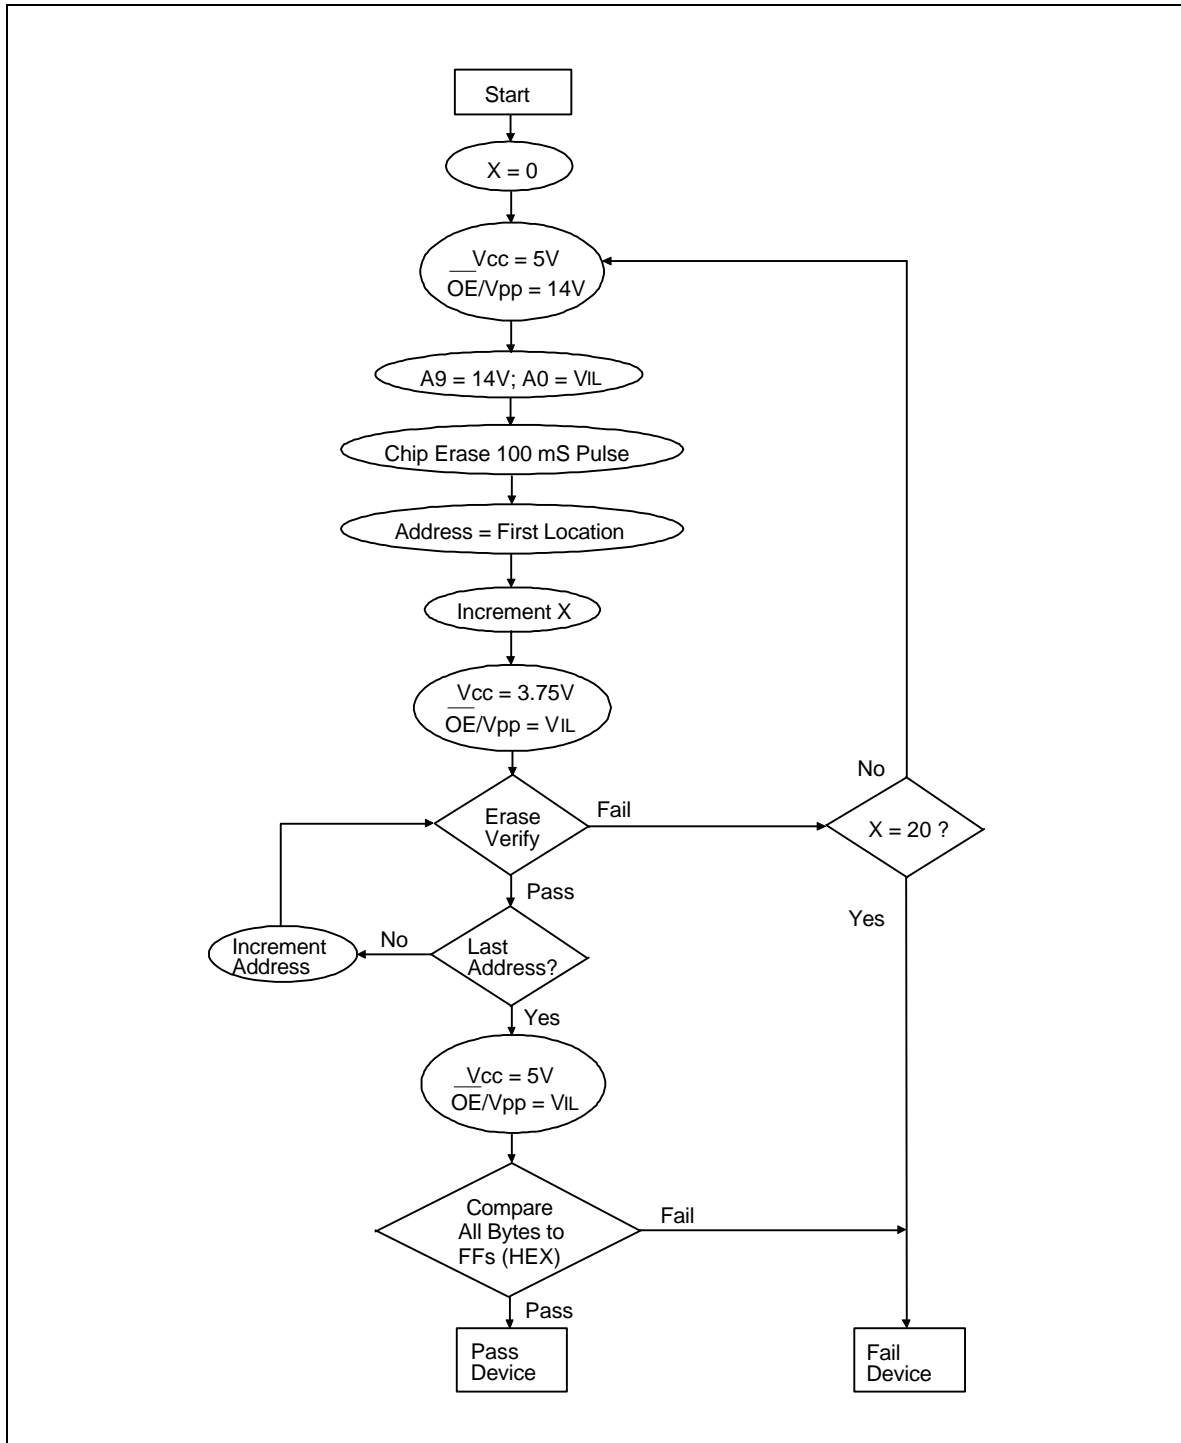 Start
X = 0
Vcc = 5V
OE/Vpp = 14V
A9 = 14V; A0 = VIL
Chip Erase 100 mS Pulse
Address = First Location
Increment X
Vcc = 3.75V
OE/Vpp = VIL
Erase
Verify
Fail
No
X = 20 ?
Yes
Pass
Last
Address?
No
Increment
Address
Yes
Vcc = 5V
OE/Vpp = VIL
Compare
All Bytes to
FFs (HEX)
Fail
Pass
Pass
Device
Fail
Device